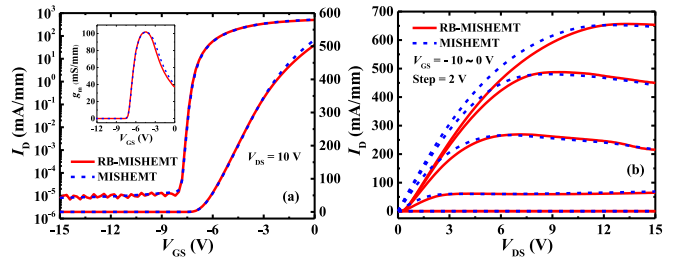 10³
10²
10¹
10⁰
10⁻¹
10⁻²
10⁻³
10⁻⁴
10⁻⁵
10⁻⁶
I_D (mA/mm)
120
100
80
60
40
20
0
g_m (mS/mm)
-12 -9 -6 -3 0
V_GS (V)
RB-MISHEMT
MISHEMT
V_DS = 10 V
(a)
600
500
400
300
200
100
0
-15 -12 -9 -6 -3 0
V_GS (V)
I_D (mA/mm)
700
600
500
400
300
200
100
0
RB-MISHEMT
MISHEMT
V_GS = - 10 ~ 0 V
Step = 2 V
(b)
0 3 6 9 12 15
V_DS (V)